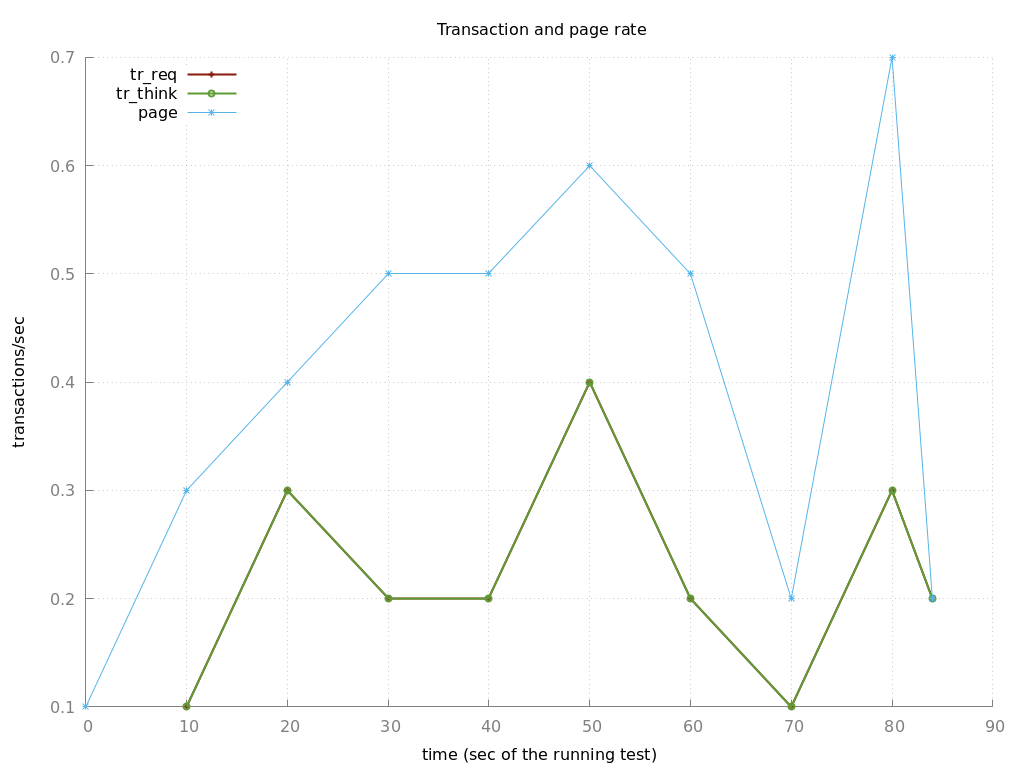 Transaction and page rate
tr_req
tr_think
page
0.7
0.6
0.5
0.4
0.3
0.2
0.1
transactions/sec
0 10 20 30 40 50 60 70 80 90
time (sec of the running test)